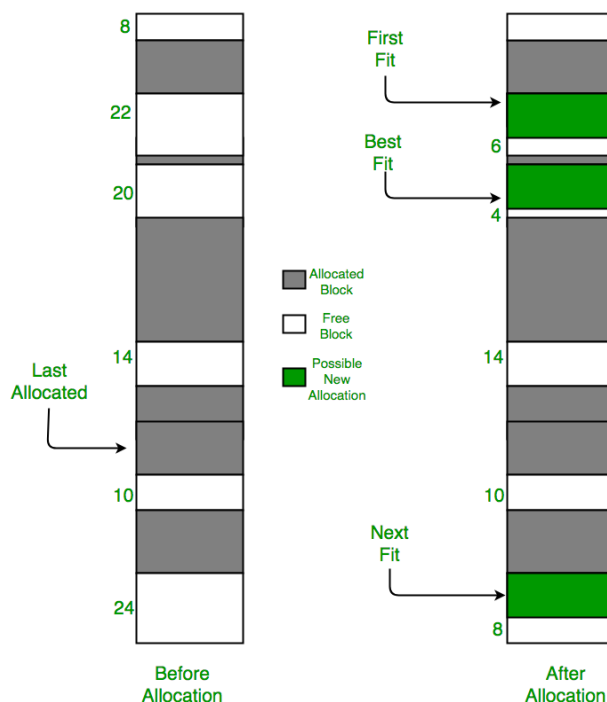 8
22
20
14
Last
Allocated
10
24
Before
Allocation
Allocated
Block
Free
Block
Possible
New
Allocation
First
Fit
6
Best
Fit
4
14
10
Next
Fit
8
After
Allocation